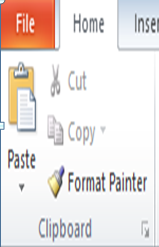 File Home Inser
Cut
Copy
Paste
Format Painter
Clipboard